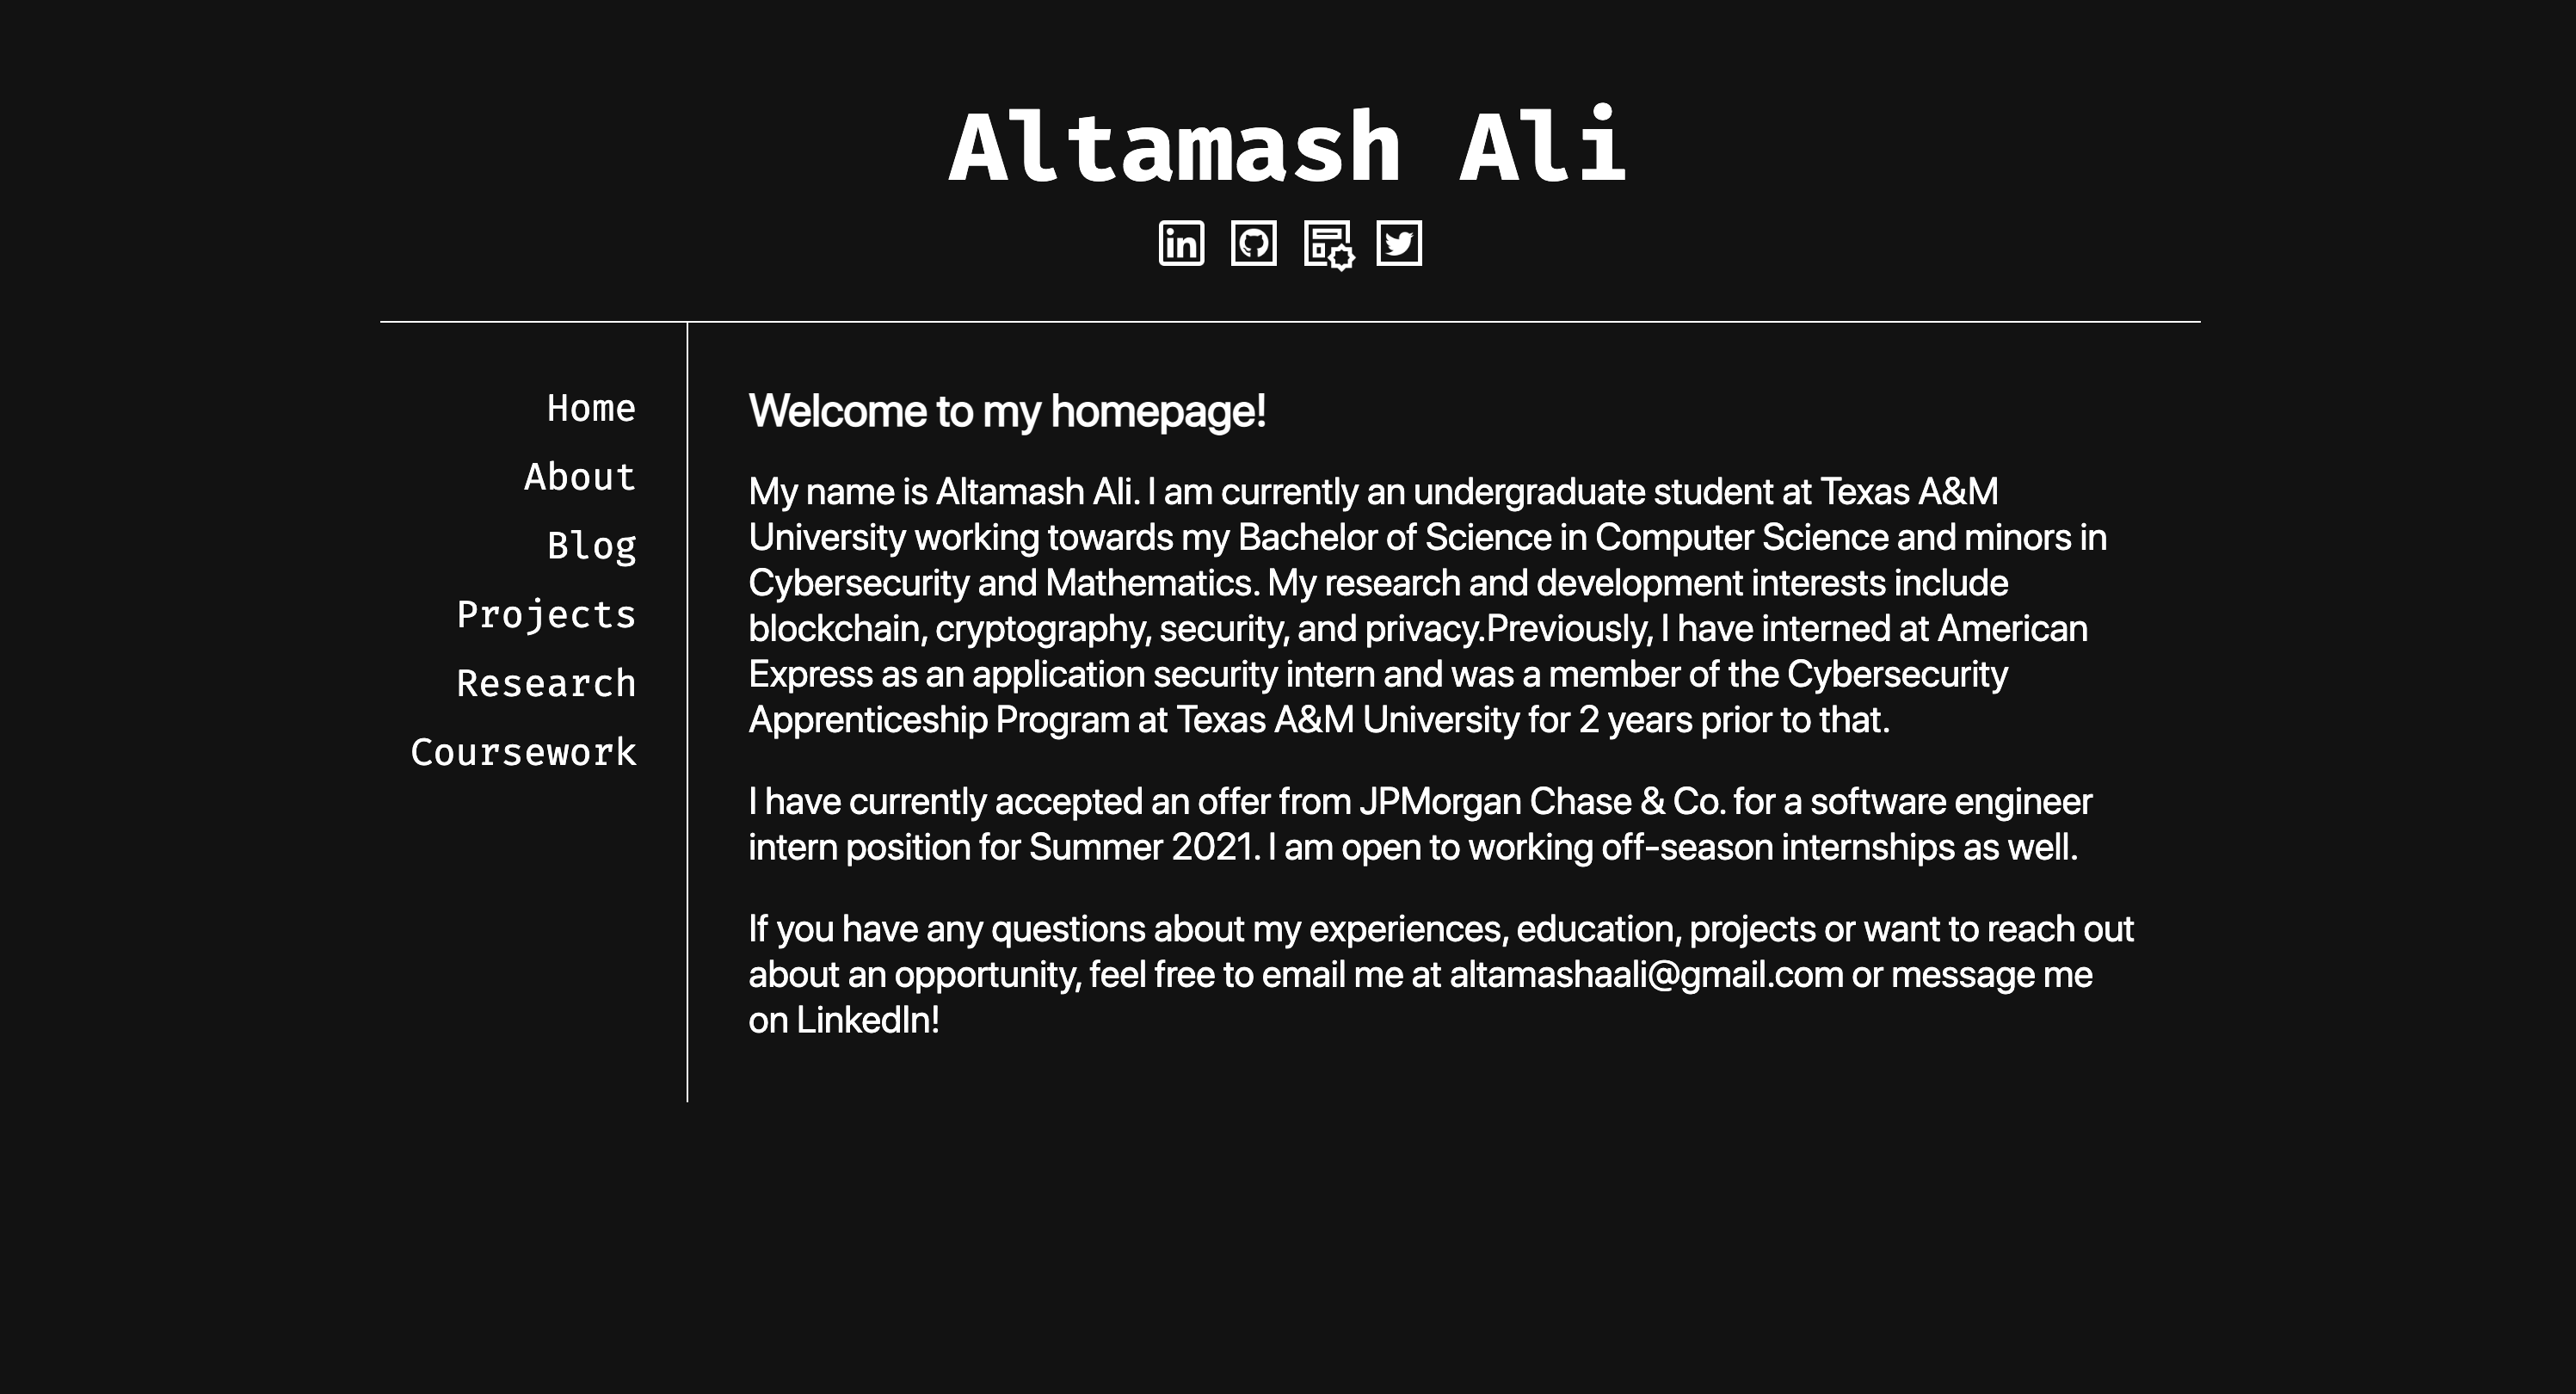 Altamash Ali
in
Home
About
Blog
Projects
Research
Coursework
Welcome to my homepage!
My name is Altamash Ali. I am currently an undergraduate student at Texas A&M
University working towards my Bachelor of Science in Computer Science and minors in
Cybersecurity and Mathematics. My research and development interests include
blockchain, cryptography, security, and privacy.Previously, I have interned at American
Express as an application security intern and was a member of the Cybersecurity
Apprenticeship Program at Texas A&M University for 2 years prior to that.
I have currently accepted an offer from JPMorgan Chase & Co. for a software engineer
intern position for Summer 2021. I am open to working off-season internships as well.
If you have any questions about my experiences, education, projects or want to reach out
about an opportunity, feel free to email me at altamashaali@gmail.com or message me
on LinkedIn!